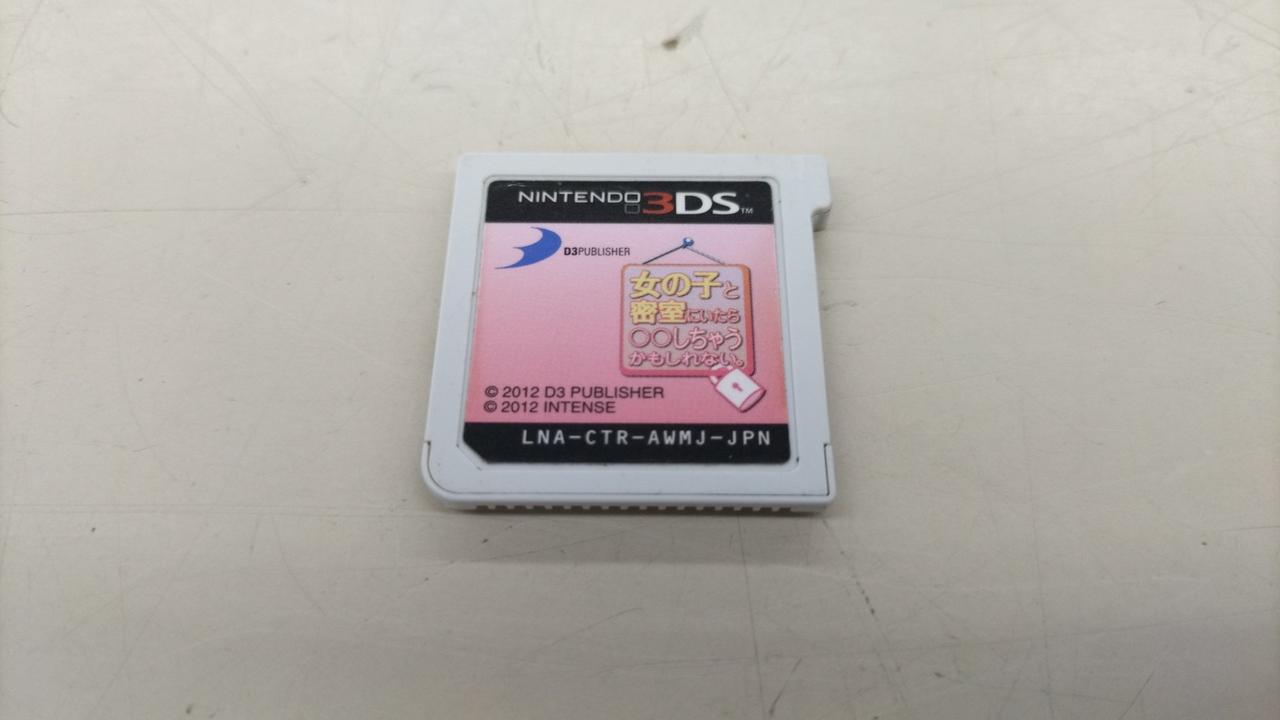 NINTENDO 3DS™
D3PUBLISHER
女の子と
密室にいたら
○○しちゃう
かもしれない。
© 2012 D3 PUBLISHER
© 2012 INTENSE
LNA-CTR-AWMJ-JPN